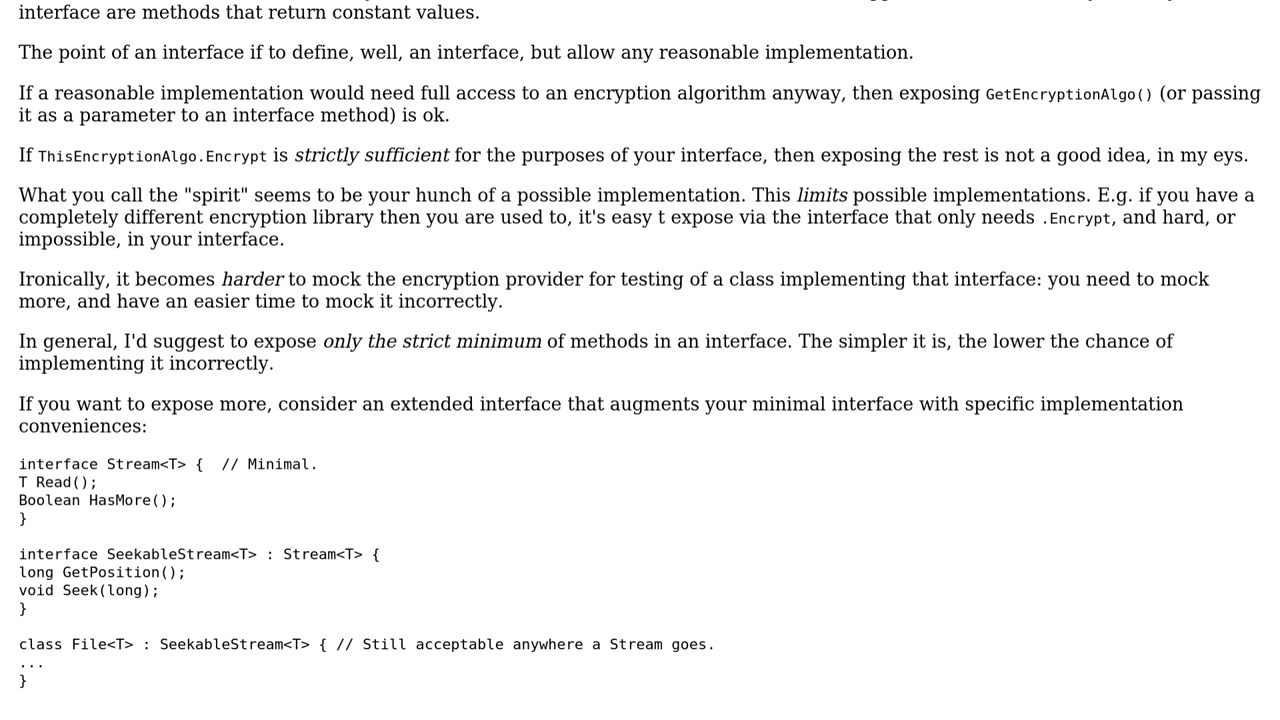 interface are methods that return constant values.
The point of an interface if to define, well, an interface, but allow any reasonable implementation.
If a reasonable implementation would need full access to an encryption algorithm anyway, then exposing GetEncryptionAlgo() (or passing
it as a parameter to an interface method) is ok.
If ThisEncryptionAlgo.Encrypt is strictly sufficient for the purposes of your interface, then exposing the rest is not a good idea, in my eys.
What you call the "spirit" seems to be your hunch of a possible implementation. This limits possible implementations. E.g. if you have a
completely different encryption library then you are used to, it's easy t expose via the interface that only needs .Encrypt, and hard, or
impossible, in your interface.
Ironically, it becomes harder to mock the encryption provider for testing of a class implementing that interface: you need to mock
more, and have an easier time to mock it incorrectly.
In general, I'd suggest to expose only the strict minimum of methods in an interface. The simpler it is, the lower the chance of
implementing it incorrectly.
If you want to expose more, consider an extended interface that augments your minimal interface with specific implementation
conveniences:
interface Stream<T> {  // Minimal.
T Read();
Boolean HasMore();
}
interface SeekableStream<T> : Stream<T> {
long GetPosition();
void Seek(long);
}
class File<T> : SeekableStream<T> { // Still acceptable anywhere a Stream goes.
...
}